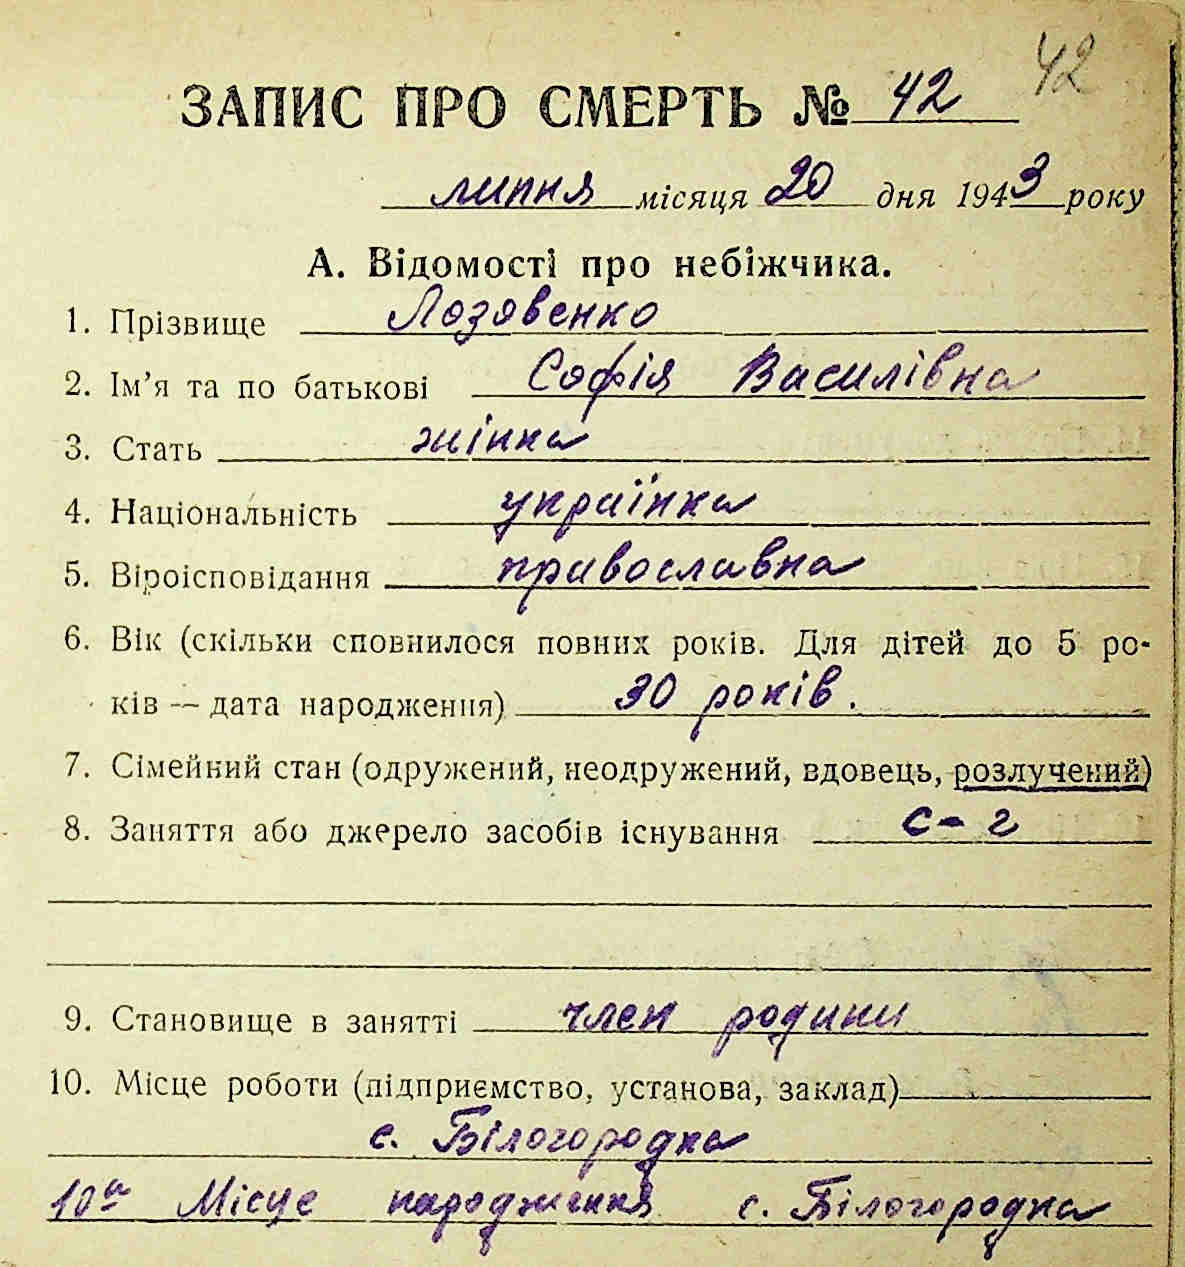 42
ЗАПИС ПРО СМЕРТЬ № 42
липня місяця 20 дня 1943 року
А. Відомості про небіжчика.
1. Прізвище Лозовенко
2. Ім’я та по батькові Софія Василівна
3. Стать жінка
4. Національність українка
5. Віроісповідання православна
6. Вік (скільки сповнилося повних років. Для дітей до 5 ро-
ків — дата народження) 30 років.
7. Сімейний стан (одружений, неодружений, вдовець, розлучений)
8. Заняття або джерело засобів існування с-г
9. Становище в занятті член родини
10. Місце роботи (підприємство, установа, заклад)
с. Білогородка
10а Місце народження с. Білогородка